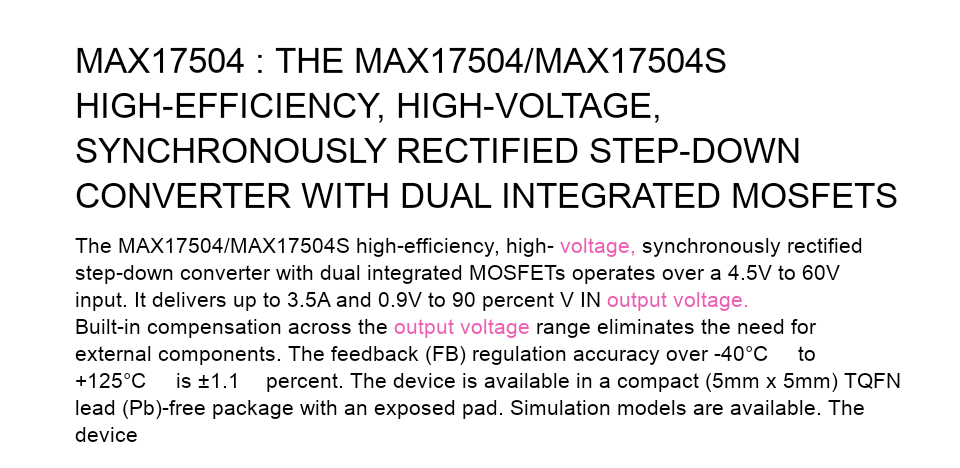 MAX17504 : THE MAX17504/MAX17504S
HIGH-EFFICIENCY, HIGH-VOLTAGE,
SYNCHRONOUSLY RECTIFIED STEP-DOWN
CONVERTER WITH DUAL INTEGRATED MOSFETS
The MAX17504/MAX17504S high-efficiency, high- voltage, synchronously rectified
step-down converter with dual integrated MOSFETs operates over a 4.5V to 60V
input. It delivers up to 3.5A and 0.9V to 90 percent V IN output voltage.
Built-in compensation across the output voltage range eliminates the need for
external components. The feedback (FB) regulation accuracy over -40°C to
+125°C is ±1.1 percent. The device is available in a compact (5mm x 5mm) TQFN
lead (Pb)-free package with an exposed pad. Simulation models are available. The
device